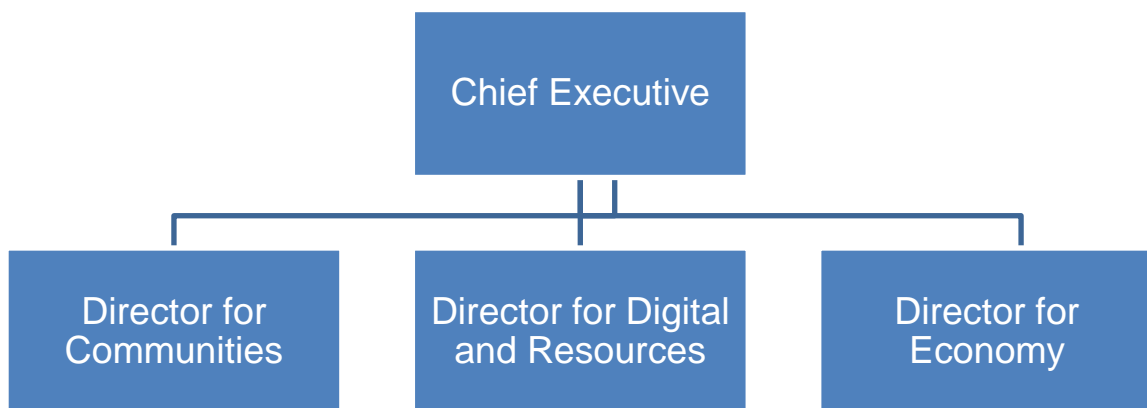 Chief Executive
Director for
Communities
Director for Digital
and Resources
Director for
Economy